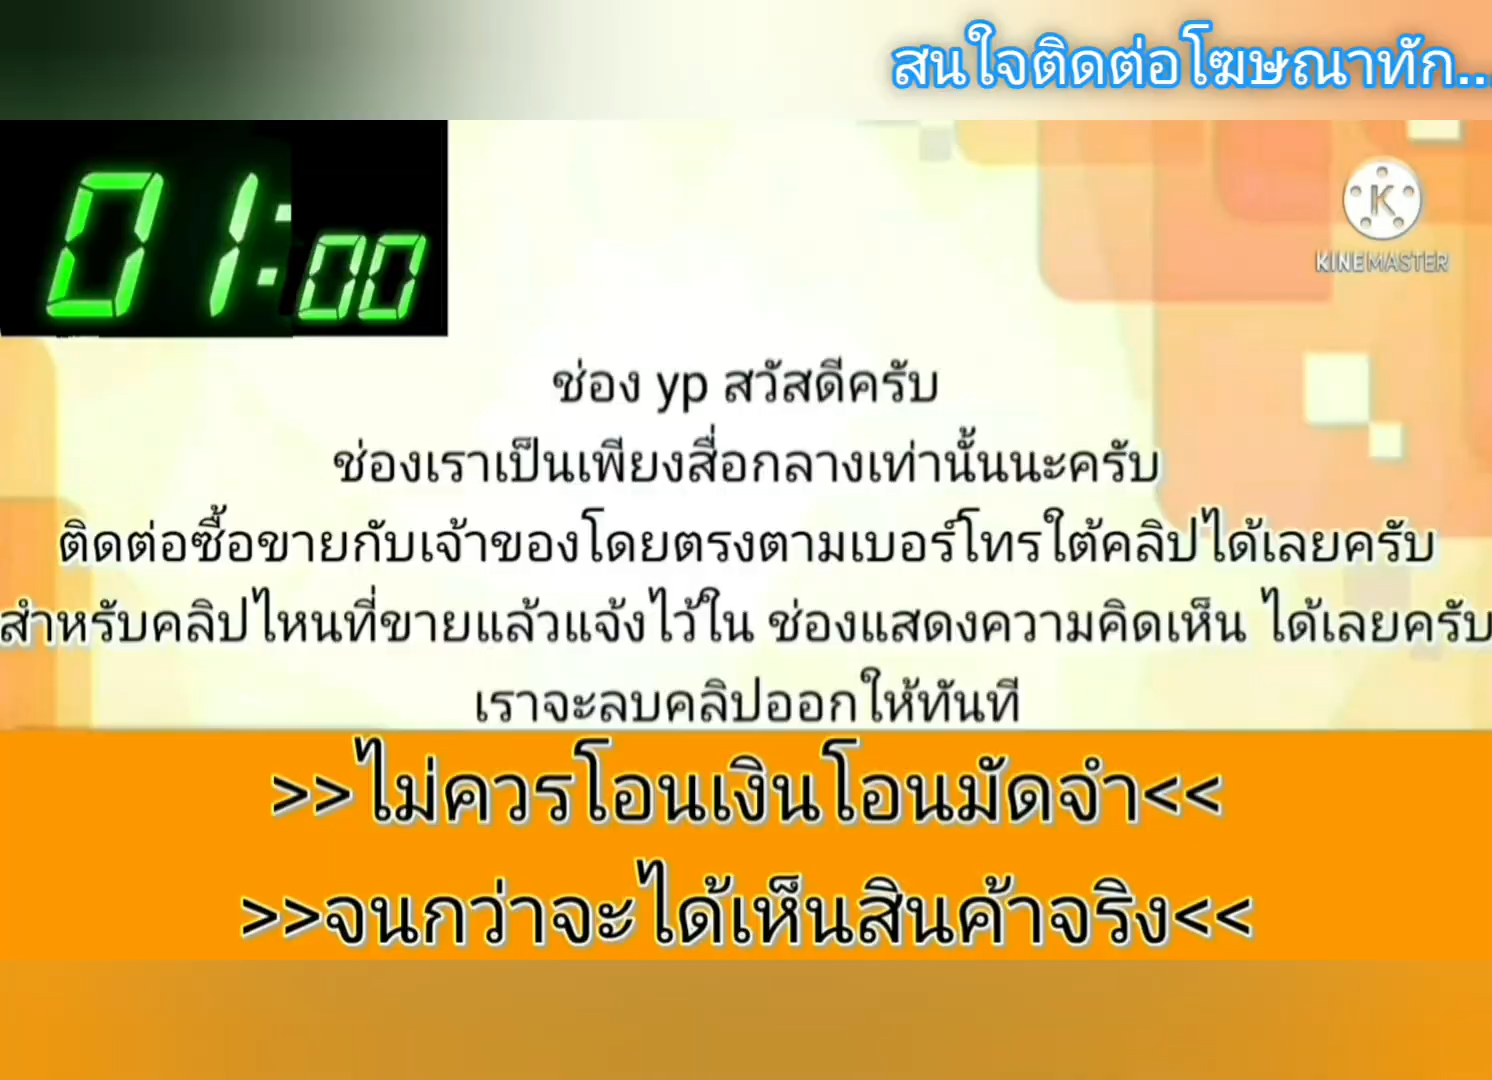 สนใจติดต่อโฆษณาทัก...
01:00
KINEMASTER
ช่อง yp สวัสดีครับ
ช่องเราเป็นเพียงสื่อกลางเท่านั้นนะครับ
ติดต่อซื้อขายกับเจ้าของโดยตรงตามเบอร์โทรใต้คลิปได้เลยครับ
สำหรับคลิปไหนที่ขายแล้วแจ้งไว้ใน ช่องแสดงความคิดเห็น ได้เลยครับ
เราจะลบคลิปออกให้ทันที
>>ไม่ควรโอนเงินโอนมัดจำ<<
>>จนกว่าจะได้เห็นสินค้าจริง<<